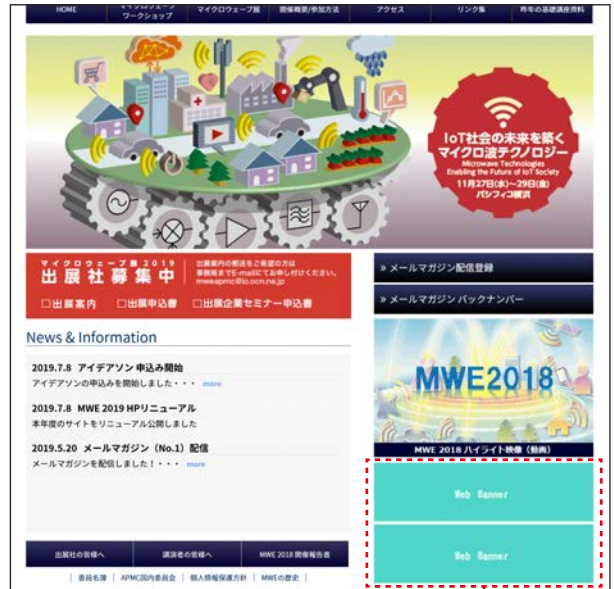 HOME
マイクロウェーブ
ワークショップ
マイクロウェーブ展
開催概要/参加方法
アクセス
リンク集
昨年の基礎講座資料
IoT社会の未来を築く
マイクロ波テクノロジー
Microwave Technologies
Enabling the Future of IoT Society
11月27日(水)～29日(金)
パシフィコ横浜
マイクロウェーブ展 2019
出展社募集中
出展案内の郵送をご希望の方は
事務局までE-mailにてお申し付けください。
mweapmc@io.ocn.ne.jp
□出展案内 □出展申込書 □出展企業セミナー申込書
» メールマガジン配信登録
» メールマガジン バックナンバー
News & Information
2019.7.8 アイデアソン 申込み開始
アイデアソンの申込みを開始しました・・・ more
2019.7.8 MWE 2019 HPリニューアル
本年度のサイトをリニューアル公開しました
2019.5.20 メールマガジン（No.1）配信
メールマガジンを配信しました！・・・ more
MWE2018
MWE 2018 ハイライト映像（動画）
Web Banner
Web Banner
出展社の皆様へ
講演者の皆様へ
MWE 2018 開催報告書
| 委員名簿 | APMC国内委員会 | 個人情報保護方針 | MWEの歴史 |